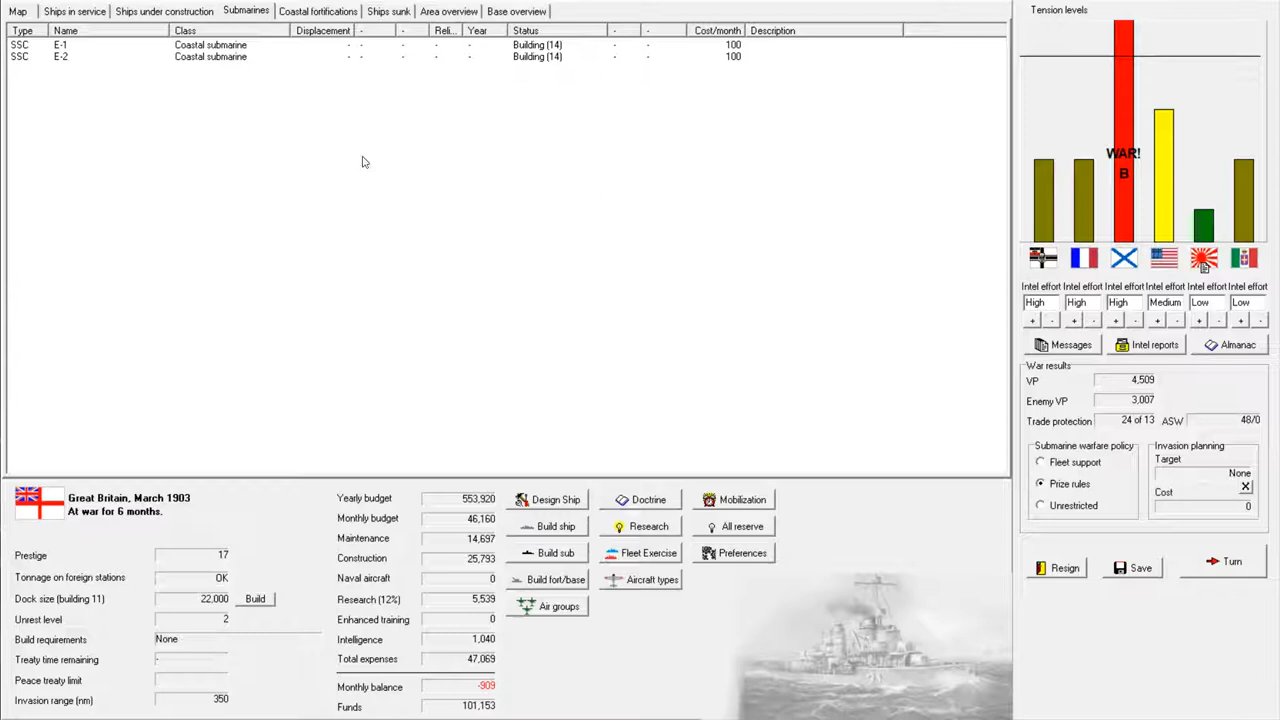 Map Ships in service Ships under construction Submarines Coastal fortifications Ships sunk Area overview Base overview
Type Name Class Displacement - - Reli... Year Status - - Cost/month Description
SSC E-1 Coastal submarine - - - - - Building (14) - - 100
SSC E-2 Coastal submarine - - - - - Building (14) - - 100
Tension levels
WAR!
B
Intel effort Intel effort Intel effort Intel effort Intel effort Intel effort
High High High Medium Low Low
+ - + - + - + - + - + -
Messages Intel reports Almanac
War results
VP 4,509
Enemy VP 3,007
Trade protection 24 of 13 ASW 48/0
Submarine warfare policy
Fleet support
Prize rules
Unrestricted
Invasion planning
Target
None
Cost X
0
Resign Save Turn
Great Britain, March 1903
At war for 6 months.
Prestige 17
Tonnage on foreign stations OK
Dock size (building 11) 22,000 Build
Unrest level 2
Build requirements None
Treaty time remaining -
Peace treaty limit
Invasion range (nm) 350
Yearly budget 553,920
Monthly budget 46,160
Maintenance 14,697
Construction 25,793
Naval aircraft 0
Research (12%) 5,539
Enhanced training 0
Intelligence 1,040
Total expenses 47,069
Monthly balance -909
Funds 101,153
Design Ship Doctrine Mobilization
Build ship Research All reserve
Build sub Fleet Exercise Preferences
Build fort/base Aircraft types
Air groups